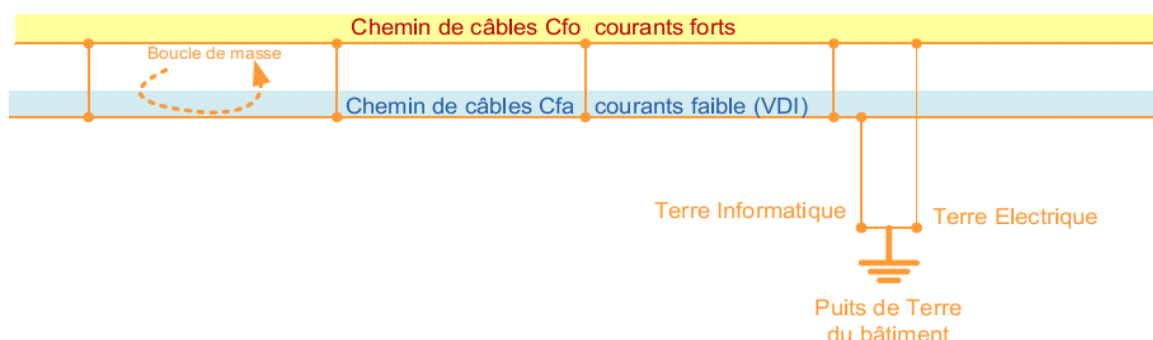 Chemin de câbles Cfo courants forts
Boucle de masse
Chemin de câbles Cfa courants faible (VDI)
Terre Informatique
Terre Electrique
Puits de Terre
du bâtiment